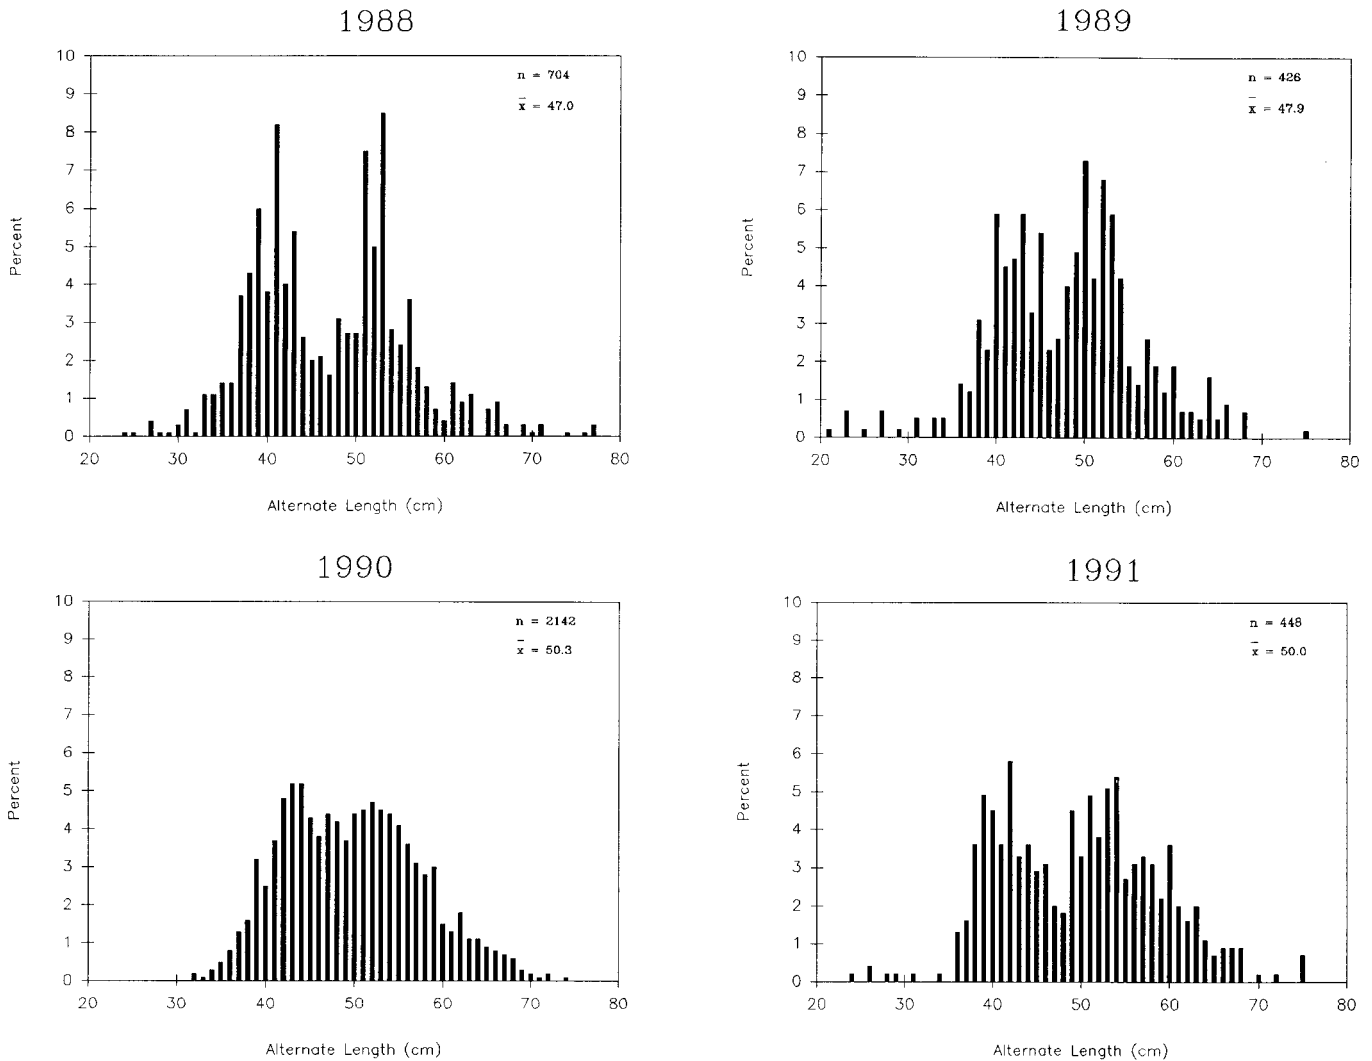 1988
10
9
8
7
6
5
4
3
2
1
0
Percent
n = 704
x̄ = 47.0
20 30 40 50 60 70 80
Alternate Length (cm)
1989
10
9
8
7
6
5
4
3
2
1
0
Percent
n = 426
x̄ = 47.9
20 30 40 50 60 70 80
Alternate Length (cm)
1990
10
9
8
7
6
5
4
3
2
1
0
Percent
n = 2142
x̄ = 50.3
20 30 40 50 60 70 80
Alternate Length (cm)
1991
10
9
8
7
6
5
4
3
2
1
0
Percent
n = 448
x̄ = 50.0
20 30 40 50 60 70 80
Alternate Length (cm)